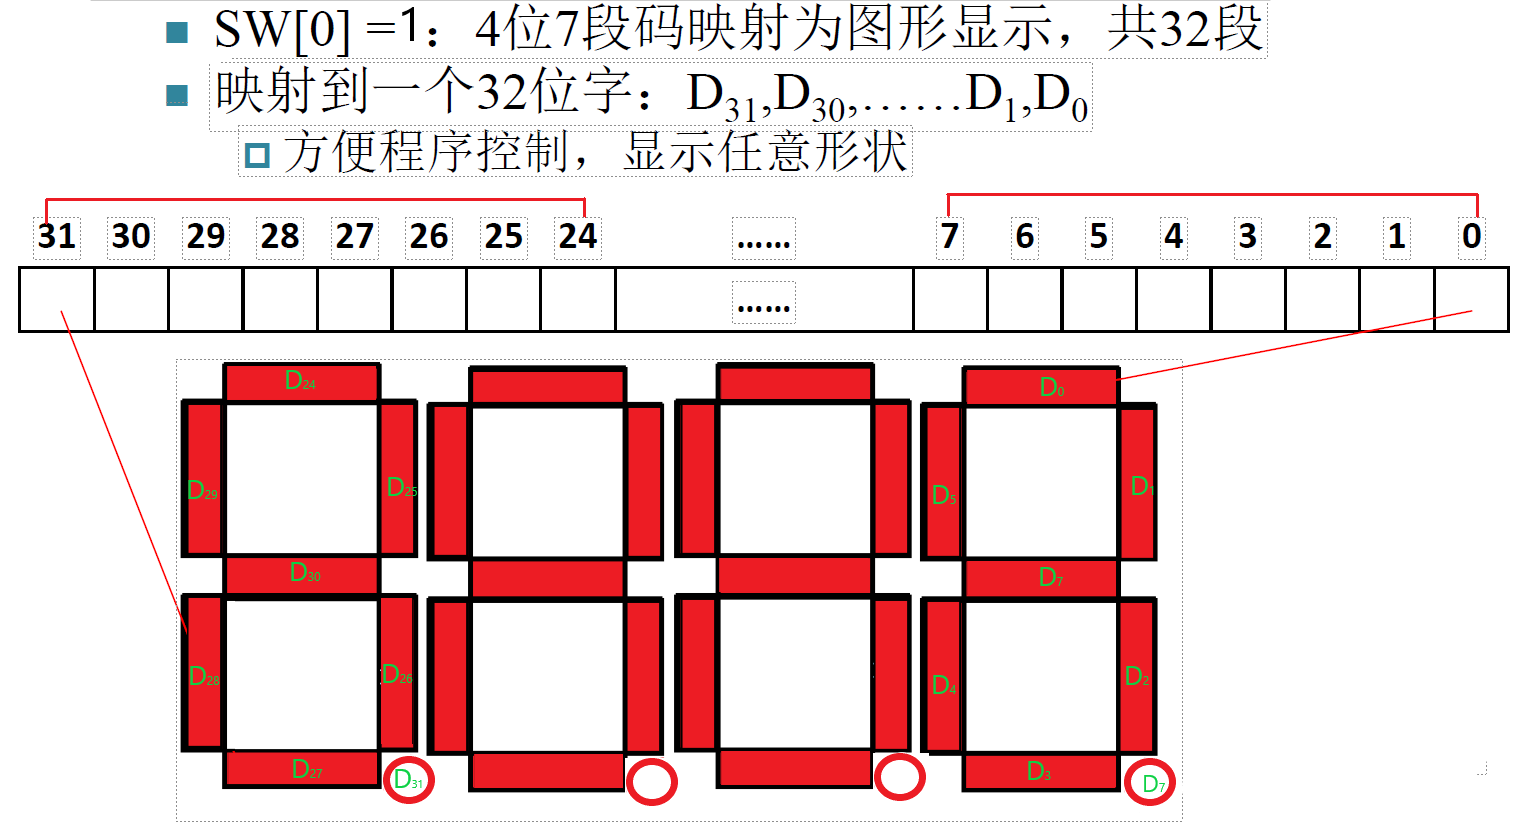 SW[0] =1：4位7段码映射为图形显示，共32段
映射到一个32位字：D31,D30,……D1,D0
方便程序控制，显示任意形状
31 30 29 28 27 26 25 24 …… 7 6 5 4 3 2 1 0
……
D24 D0
D29 D25 D5 D1
D30 D7
D28 D26 D4 D2
D27 D31 D3 D7